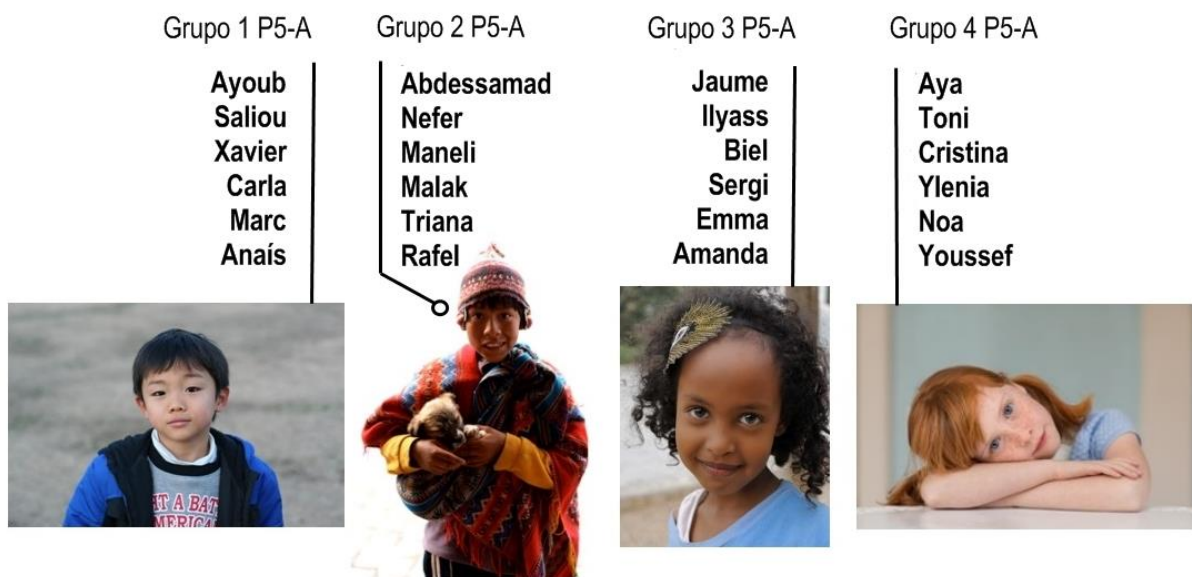 Grupo 1 P5-A
Ayoub
Saliou
Xavier
Carla
Marc
Anaís
Grupo 2 P5-A
Abdessamad
Nefer
Maneli
Malak
Triana
Rafel
Grupo 3 P5-A
Jaume
Ilyass
Biel
Sergi
Emma
Amanda
Grupo 4 P5-A
Aya
Toni
Cristina
Ylenia
Noa
Youssef